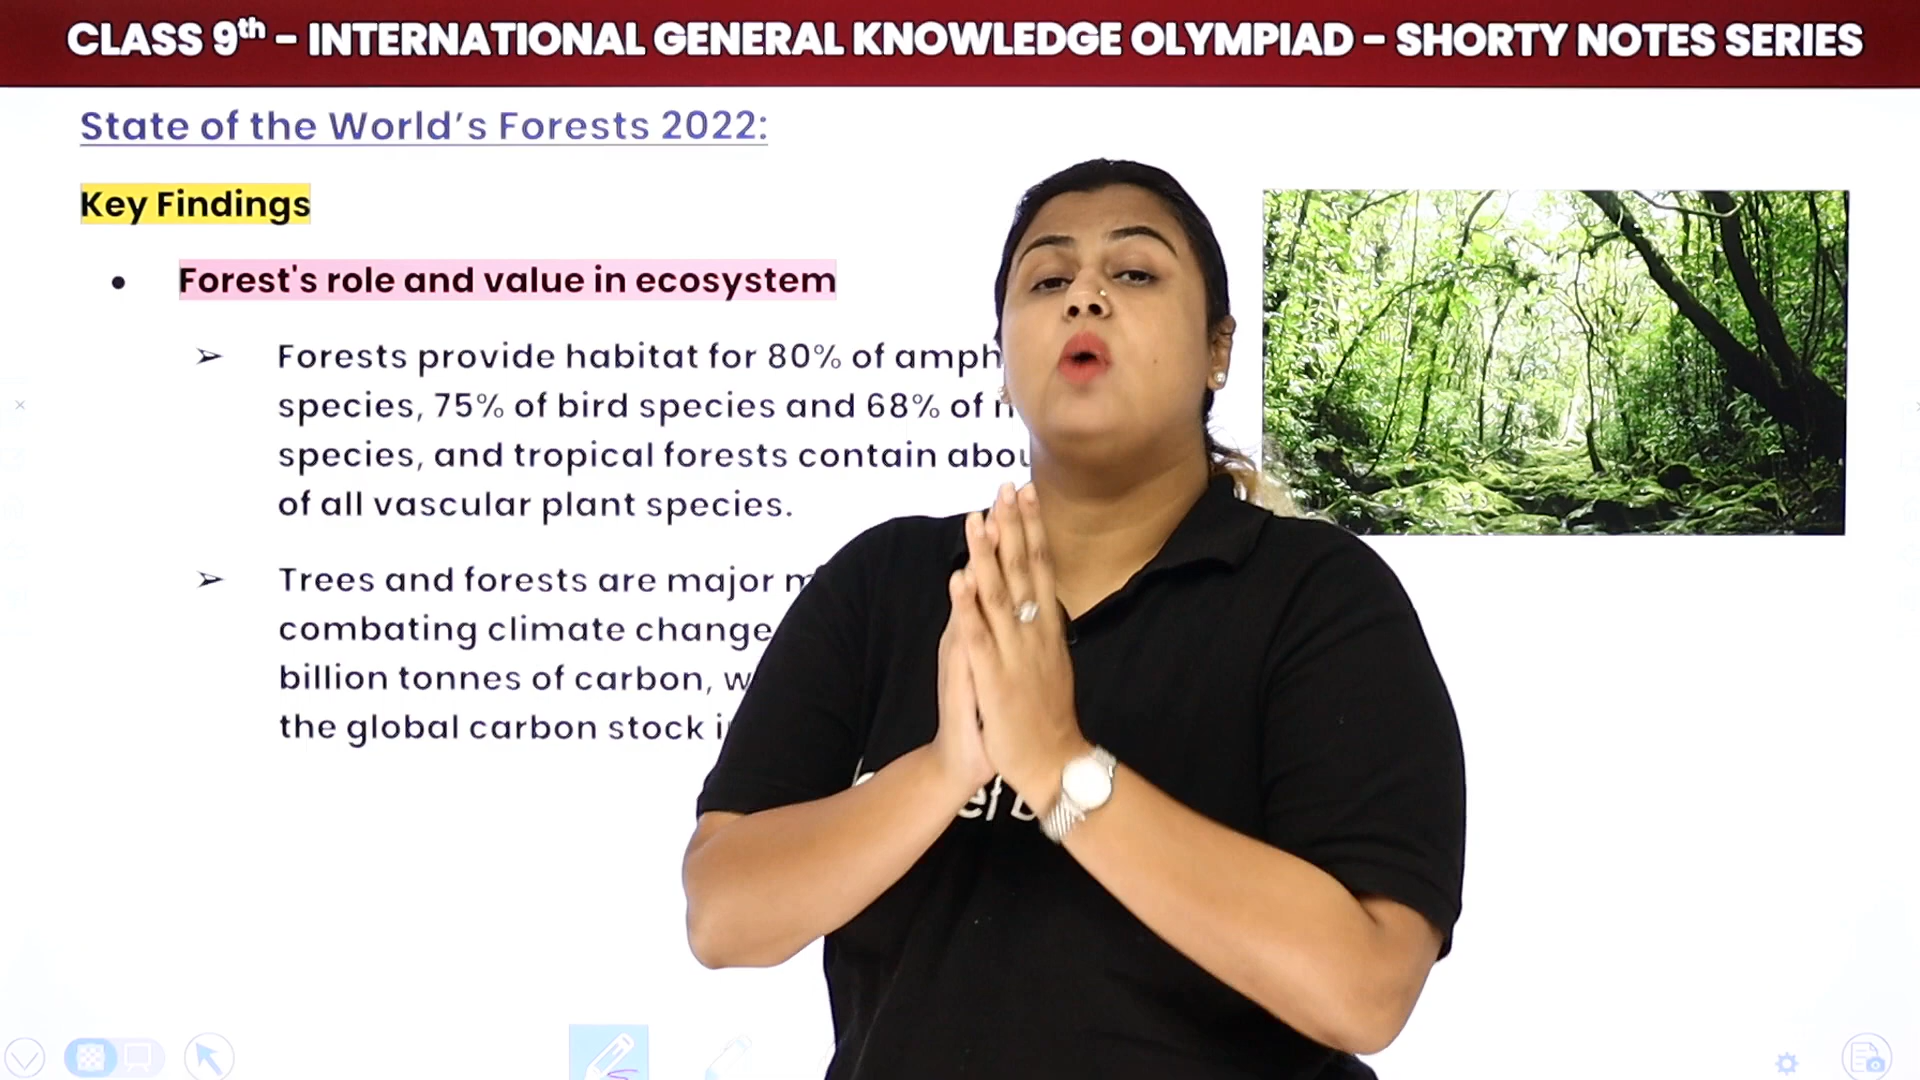 CLASS 9th - INTERNATIONAL GENERAL KNOWLEDGE OLYMPIAD - SHORTY NOTES SERIES
State of the World's Forests 2022:
Key Findings
• Forest's role and value in ecosystem
➢ Forests provide habitat for 80% of
species, 75% of bird species and 68% of
species, and tropical forests contain
of all vascular plant species.
➢ Trees and forests are major
combating climate change
billion tonnes of carbon,
the global carbon stock